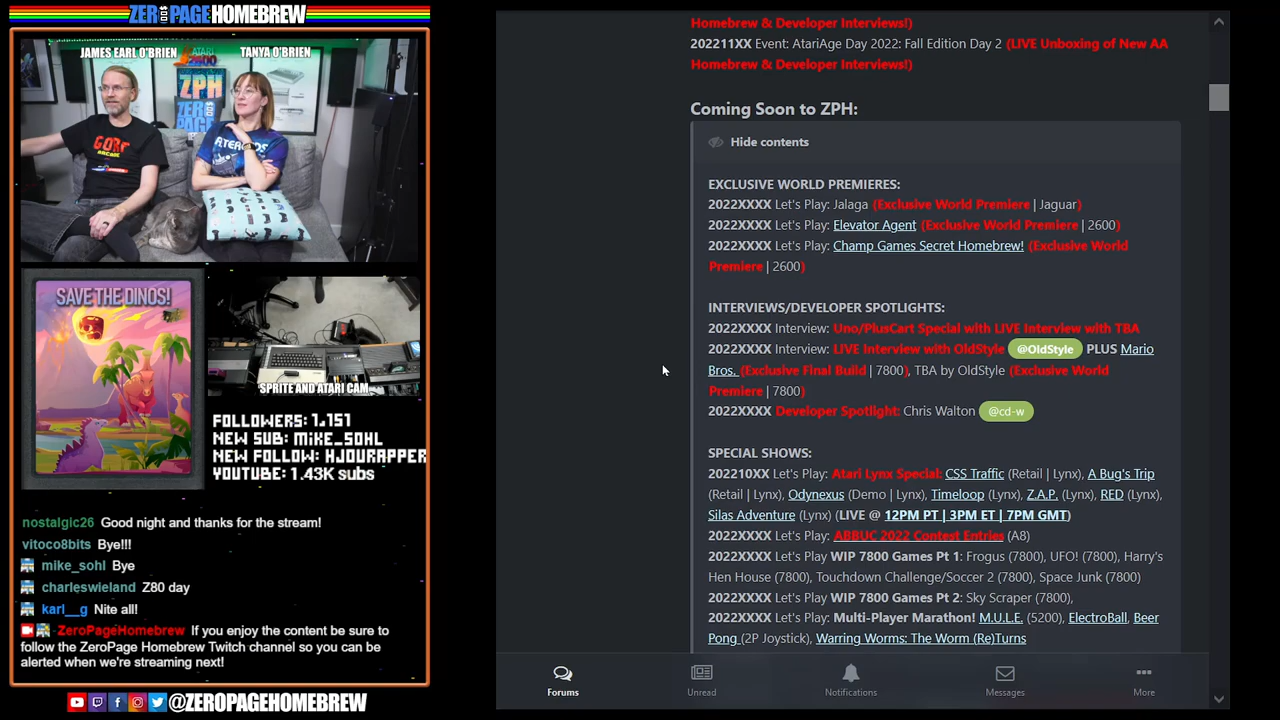 ZERO PAGE HOMEBREW
JAMES EARL O'BRIEN
TANYA O'BRIEN
ATARI
2600
ZPH
ZERO
PAGE
GORF
ARCADE
ASTEROIDS
SAVE THE DINOS!
SPRITE AND ATARI CAM
FOLLOWERS: 1,151
NEW SUB: MIKE_SOHL
NEW FOLLOW: HJOURAPPER
YOUTUBE: 1.43K subs
nostalgic26 Good night and thanks for the stream!
vitoco8bits Bye!!!
mike_sohl Bye
charleswieland Z80 day
karl__g Nite all!
ZeroPageHomebrew If you enjoy the content be sure to
follow the ZeroPage Homebrew Twitch channel so you can be
alerted when we're streaming next!
@ZEROPAGEHOMEBREW
Homebrew & Developer Interviews!)
202211XX Event: AtariAge Day 2022: Fall Edition Day 2 (LIVE Unboxing of New AA
Homebrew & Developer Interviews!)
Coming Soon to ZPH:
Hide contents
EXCLUSIVE WORLD PREMIERES:
2022XXXX Let's Play: Jalaga (Exclusive World Premiere | Jaguar)
2022XXXX Let's Play: Elevator Agent (Exclusive World Premiere | 2600)
2022XXXX Let's Play: Champ Games Secret Homebrew! (Exclusive World
Premiere | 2600)
INTERVIEWS/DEVELOPER SPOTLIGHTS:
2022XXXX Interview: Uno/PlusCart Special with LIVE Interview with TBA
2022XXXX Interview: LIVE Interview with OldStyle @OldStyle PLUS Mario
Bros. (Exclusive Final Build | 7800), TBA by OldStyle (Exclusive World
Premiere | 7800)
2022XXXX Developer Spotlight: Chris Walton @cd-w
SPECIAL SHOWS:
202210XX Let's Play: Atari Lynx Special: CSS Traffic (Retail | Lynx), A Bug's Trip
(Retail | Lynx), Odynexus (Demo | Lynx), Timeloop (Lynx), Z.A.P. (Lynx), RED (Lynx),
Silas Adventure (Lynx) (LIVE @ 12PM PT | 3PM ET | 7PM GMT)
2022XXXX Let's Play: ABBUC 2022 Contest Entries (A8)
2022XXXX Let's Play WIP 7800 Games Pt 1: Frogus (7800), UFO! (7800), Harry's
Hen House (7800), Touchdown Challenge/Soccer 2 (7800), Space Junk (7800)
2022XXXX Let's Play WIP 7800 Games Pt 2: Sky Scraper (7800),
2022XXXX Let's Play: Multi-Player Marathon! M.U.L.E. (5200), ElectroBall, Beer
Pong (2P Joystick), Warring Worms: The Worm (Re)Turns
Forums
Unread
Notifications
Messages
More